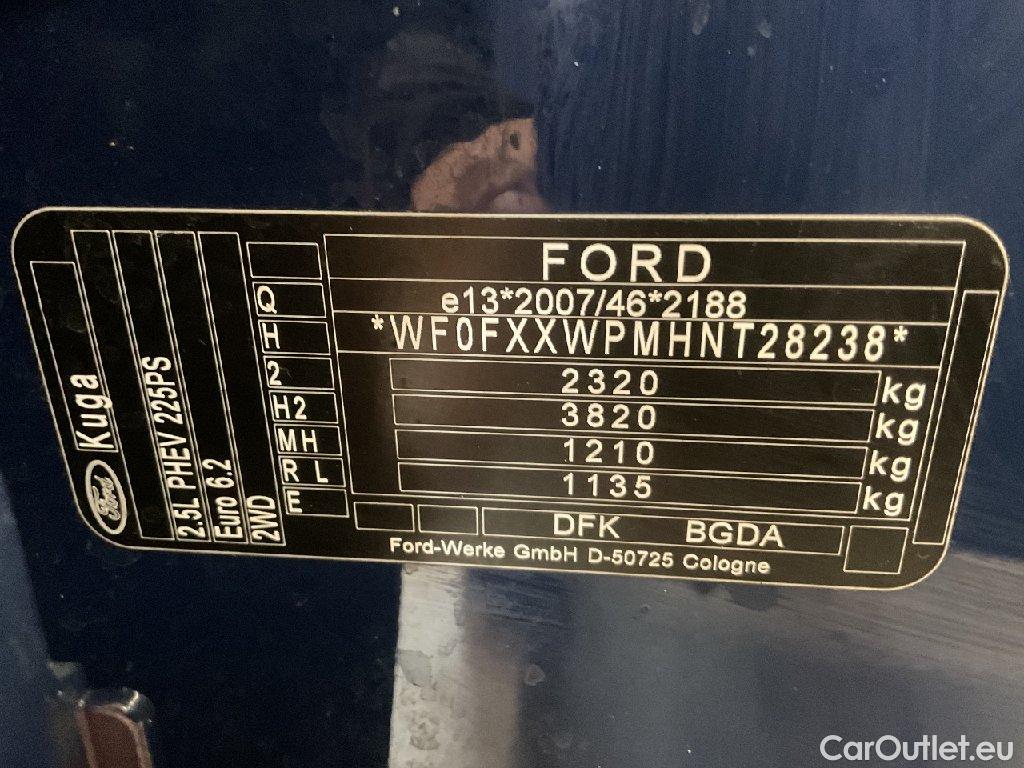 FORD
e13*2007/46*2188
*WF0FXXWPMHNT28238*
2320 kg
3820 kg
1210 kg
1135 kg
DFK BGDA
Ford-Werke GmbH D-50725 Cologne
Q
H
2
H2
MH
R L
E
Ford Kuga
2.5L PHEV 225PS
Euro 6.2
2WD
CarOutlet.eu